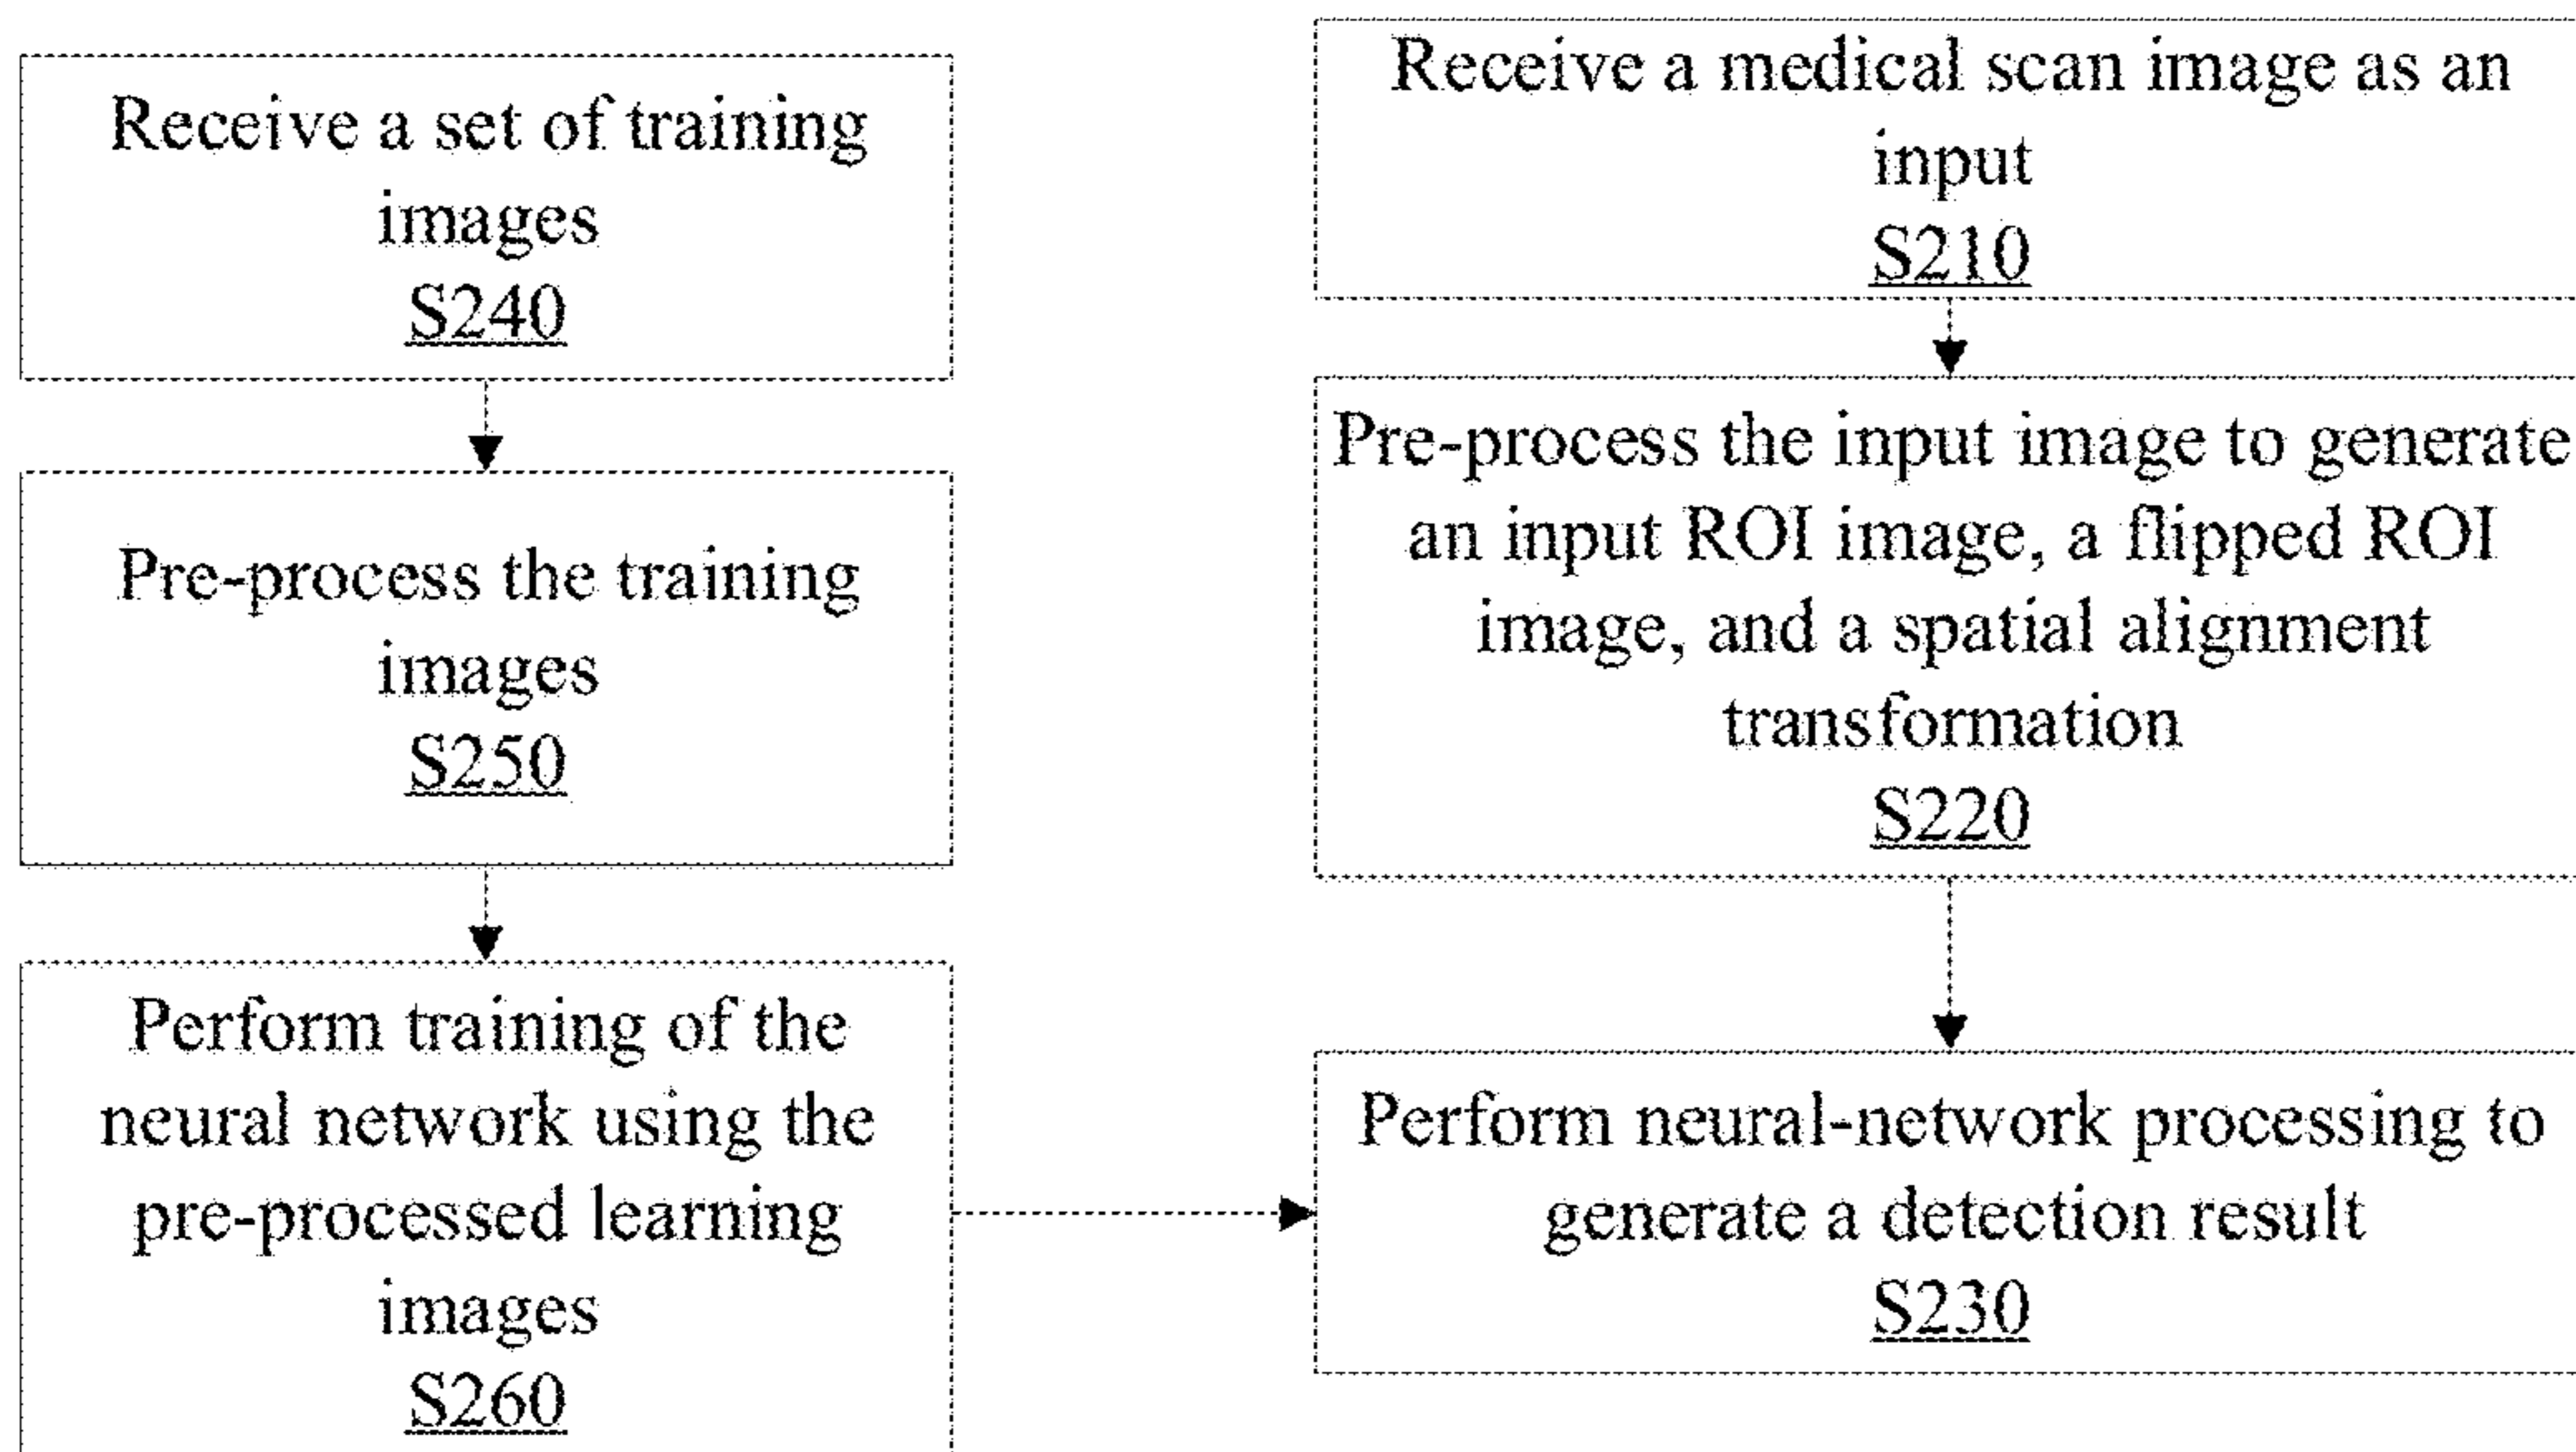 Receive a set of training
images
S240
Pre-process the training
images
S250
Perform training of the
neural network using the
pre-processed learning
images
S260
Receive a medical scan image as an
input
S210
Pre-process the input image to generate
an input ROI image, a flipped ROI
image, and a spatial alignment
transformation
S220
Perform neural-network processing to
generate a detection result
S230